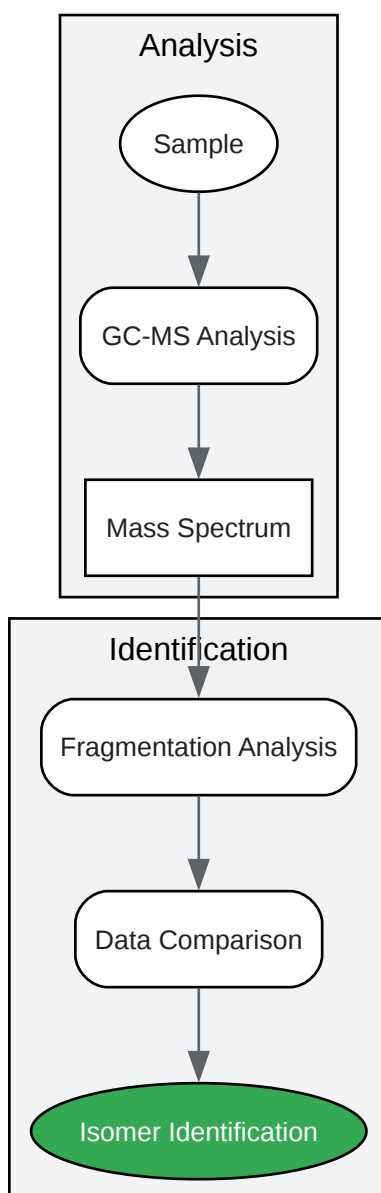 Analysis
Sample
GC-MS Analysis
Mass Spectrum
Identification
Fragmentation Analysis
Data Comparison
Isomer Identification